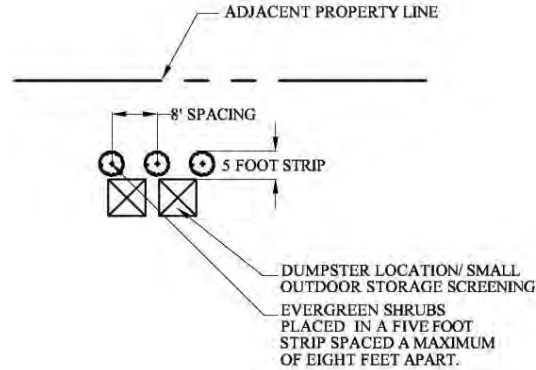 ADJACENT PROPERTY LINE
8' SPACING
5 FOOT STRIP
DUMPSTER LOCATION/ SMALL
OUTDOOR STORAGE SCREENING
EVERGREEN SHRUBS
PLACED IN A FIVE FOOT
STRIP SPACED A MAXIMUM
OF EIGHT FEET APART.